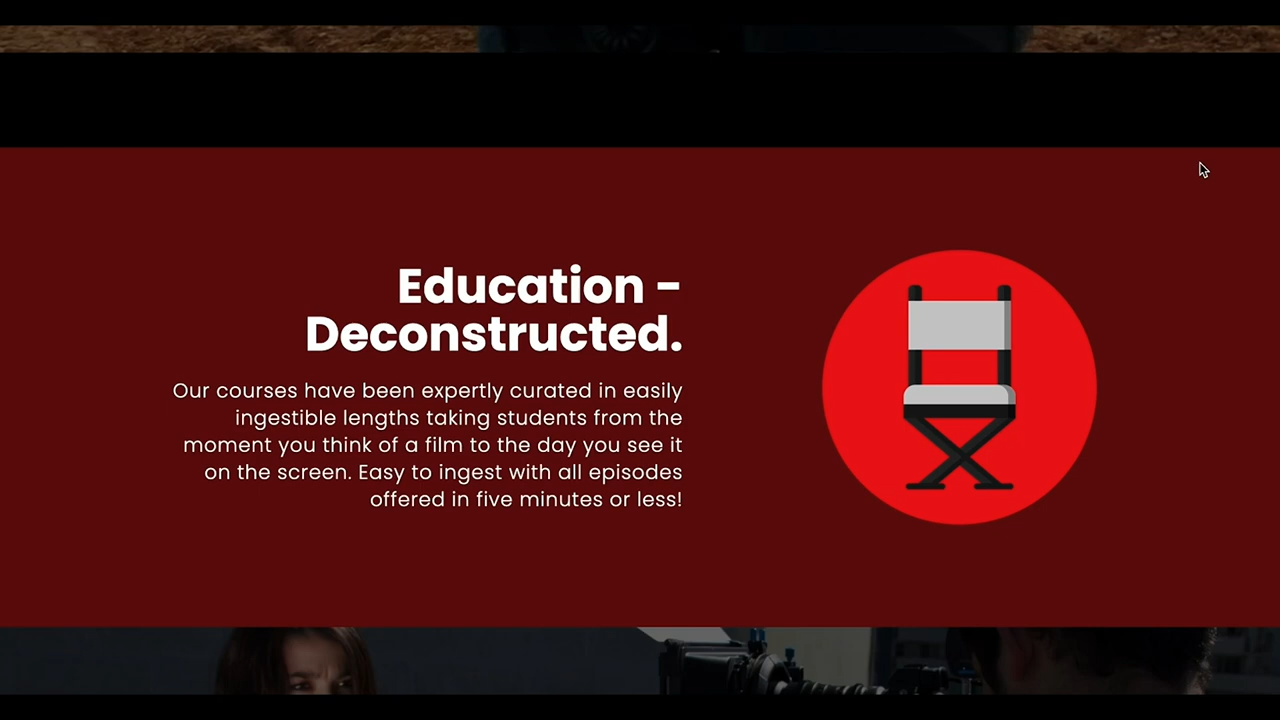 Education –
Deconstructed.
Our courses have been expertly curated in easily
ingestible lengths taking students from the
moment you think of a film to the day you see it
on the screen. Easy to ingest with all episodes
offered in five minutes or less!